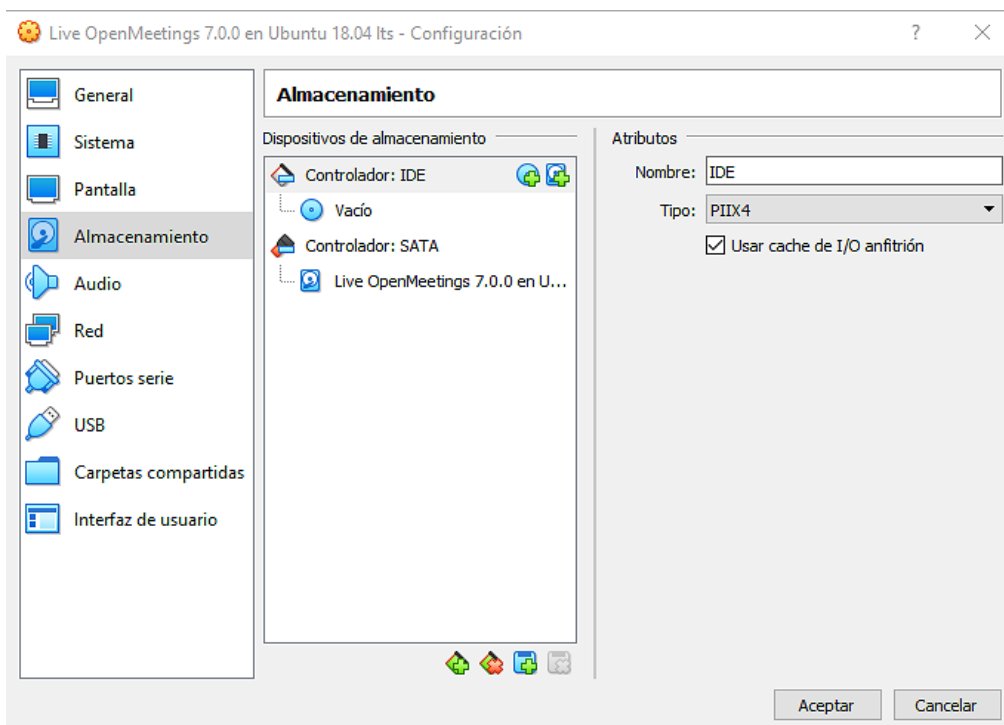 Live OpenMeetings 7.0.0 en Ubuntu 18.04 lts - Configuración
?
General
Sistema
Pantalla
Almacenamiento
Audio
Red
Puertos serie
USB
Carpetas compartidas
Interfaz de usuario
Almacenamiento
Dispositivos de almacenamiento
Controlador: IDE
Vacío
Controlador: SATA
Live OpenMeetings 7.0.0 en U...
Atributos
Nombre: IDE
Tipo: PIIX4
Usar cache de I/O anfitrión
Aceptar
Cancelar